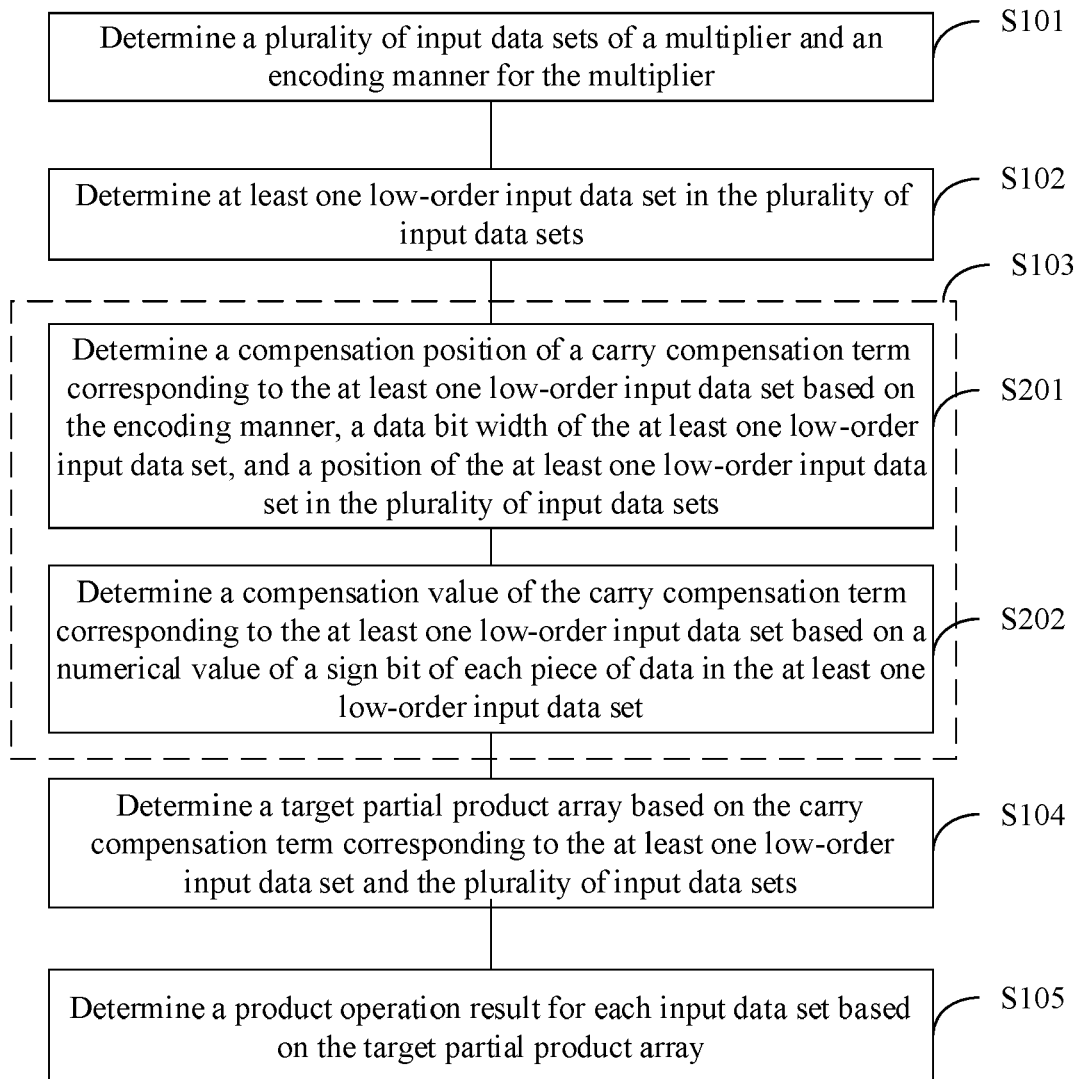 Determine a plurality of input data sets of a multiplier and an
encoding manner for the multiplier
S101
Determine at least one low-order input data set in the plurality of
input data sets
S102
S103
Determine a compensation position of a carry compensation term
corresponding to the at least one low-order input data set based on
the encoding manner, a data bit width of the at least one low-order
input data set, and a position of the at least one low-order input data
set in the plurality of input data sets
S201
Determine a compensation value of the carry compensation term
corresponding to the at least one low-order input data set based on a
numerical value of a sign bit of each piece of data in the at least one
low-order input data set
S202
Determine a target partial product array based on the carry
compensation term corresponding to the at least one low-order
input data set and the plurality of input data sets
S104
Determine a product operation result for each input data set based
on the target partial product array
S105